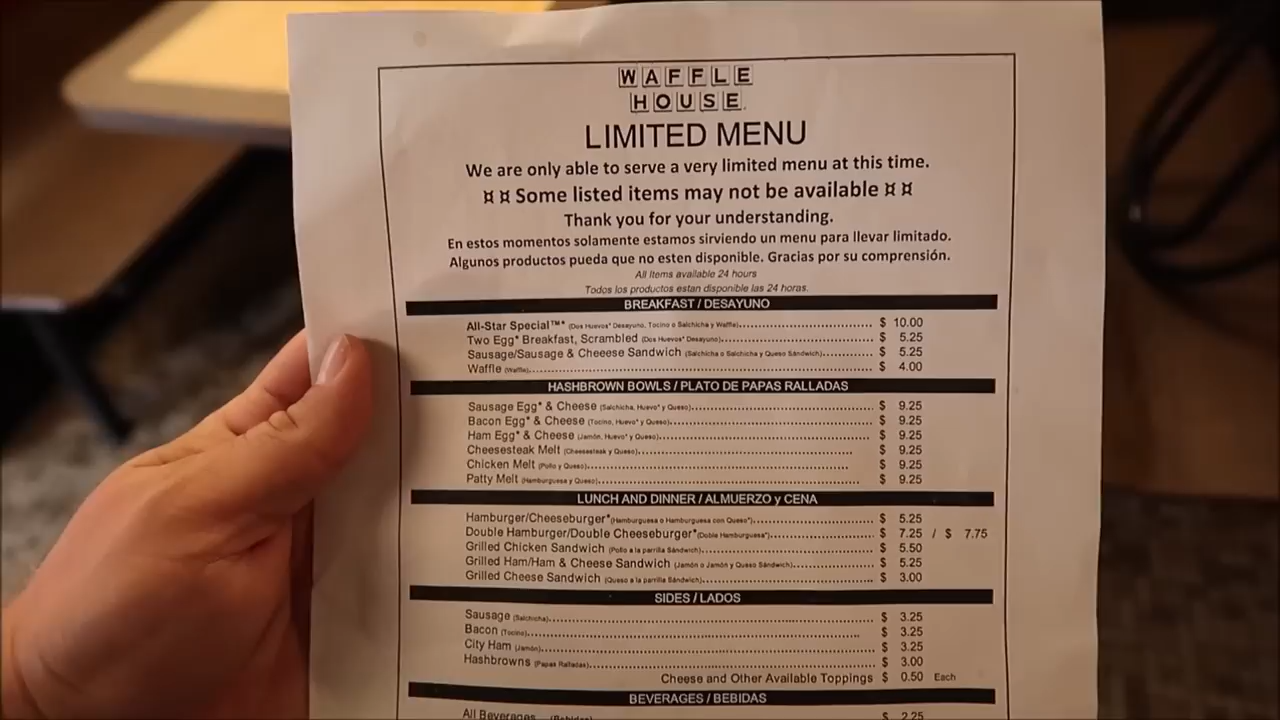 WAFFLE
HOUSE
LIMITED MENU
We are only able to serve a very limited menu at this time.
¤ ¤ Some listed items may not be available ¤ ¤
Thank you for your understanding.
En estos momentos solamente estamos sirviendo un menu para llevar limitado.
Algunos productos pueda que no esten disponible. Gracias por su comprensión.
All Items available 24 hours
Todos los productos estan disponible las 24 horas.
BREAKFAST / DESAYUNO
All-Star Special™* (Dos Huevos* Desayuno, Tocino o Salchicha y Waffle) $ 10.00
Two Egg* Breakfast, Scrambled (Dos Huevos* Desayuno) $ 5.25
Sausage/Sausage & Cheeese Sandwich (Salchicha o Salchicha y Queso Sándwich) $ 5.25
Waffle (Waffle) $ 4.00
HASHBROWN BOWLS / PLATO DE PAPAS RALLADAS
Sausage Egg* & Cheese (Salchicha, Huevo* y Queso) $ 9.25
Bacon Egg* & Cheese (Tocino, Huevo* y Queso) $ 9.25
Ham Egg* & Cheese (Jamón, Huevo* y Queso) $ 9.25
Cheesesteak Melt (Cheesesteak y Queso) $ 9.25
Chicken Melt (Pollo y Queso) $ 9.25
Patty Melt (Hamburguesa y Queso) $ 9.25
LUNCH AND DINNER / ALMUERZO y CENA
Hamburger/Cheeseburger* (Hamburguesa o Hamburguesa con Queso*) $ 5.25
Double Hamburger/Double Cheeseburger* (Doble Hamburguesa*) $ 7.25 / $ 7.75
Grilled Chicken Sandwich (Pollo a la parrilla Sándwich) $ 5.50
Grilled Ham/Ham & Cheese Sandwich (Jamón o Jamón y Queso Sándwich) $ 5.25
Grilled Cheese Sandwich (Queso a la parrilla Sándwich) $ 3.00
SIDES / LADOS
Sausage (Salchicha) $ 3.25
Bacon (Tocino) $ 3.25
City Ham (Jamón) $ 3.25
Hashbrowns (Papas Ralladas) $ 3.00
Cheese and Other Available Toppings $ 0.50 Each
BEVERAGES / BEBIDAS
All Beverages (Bebidas) $ 2.25